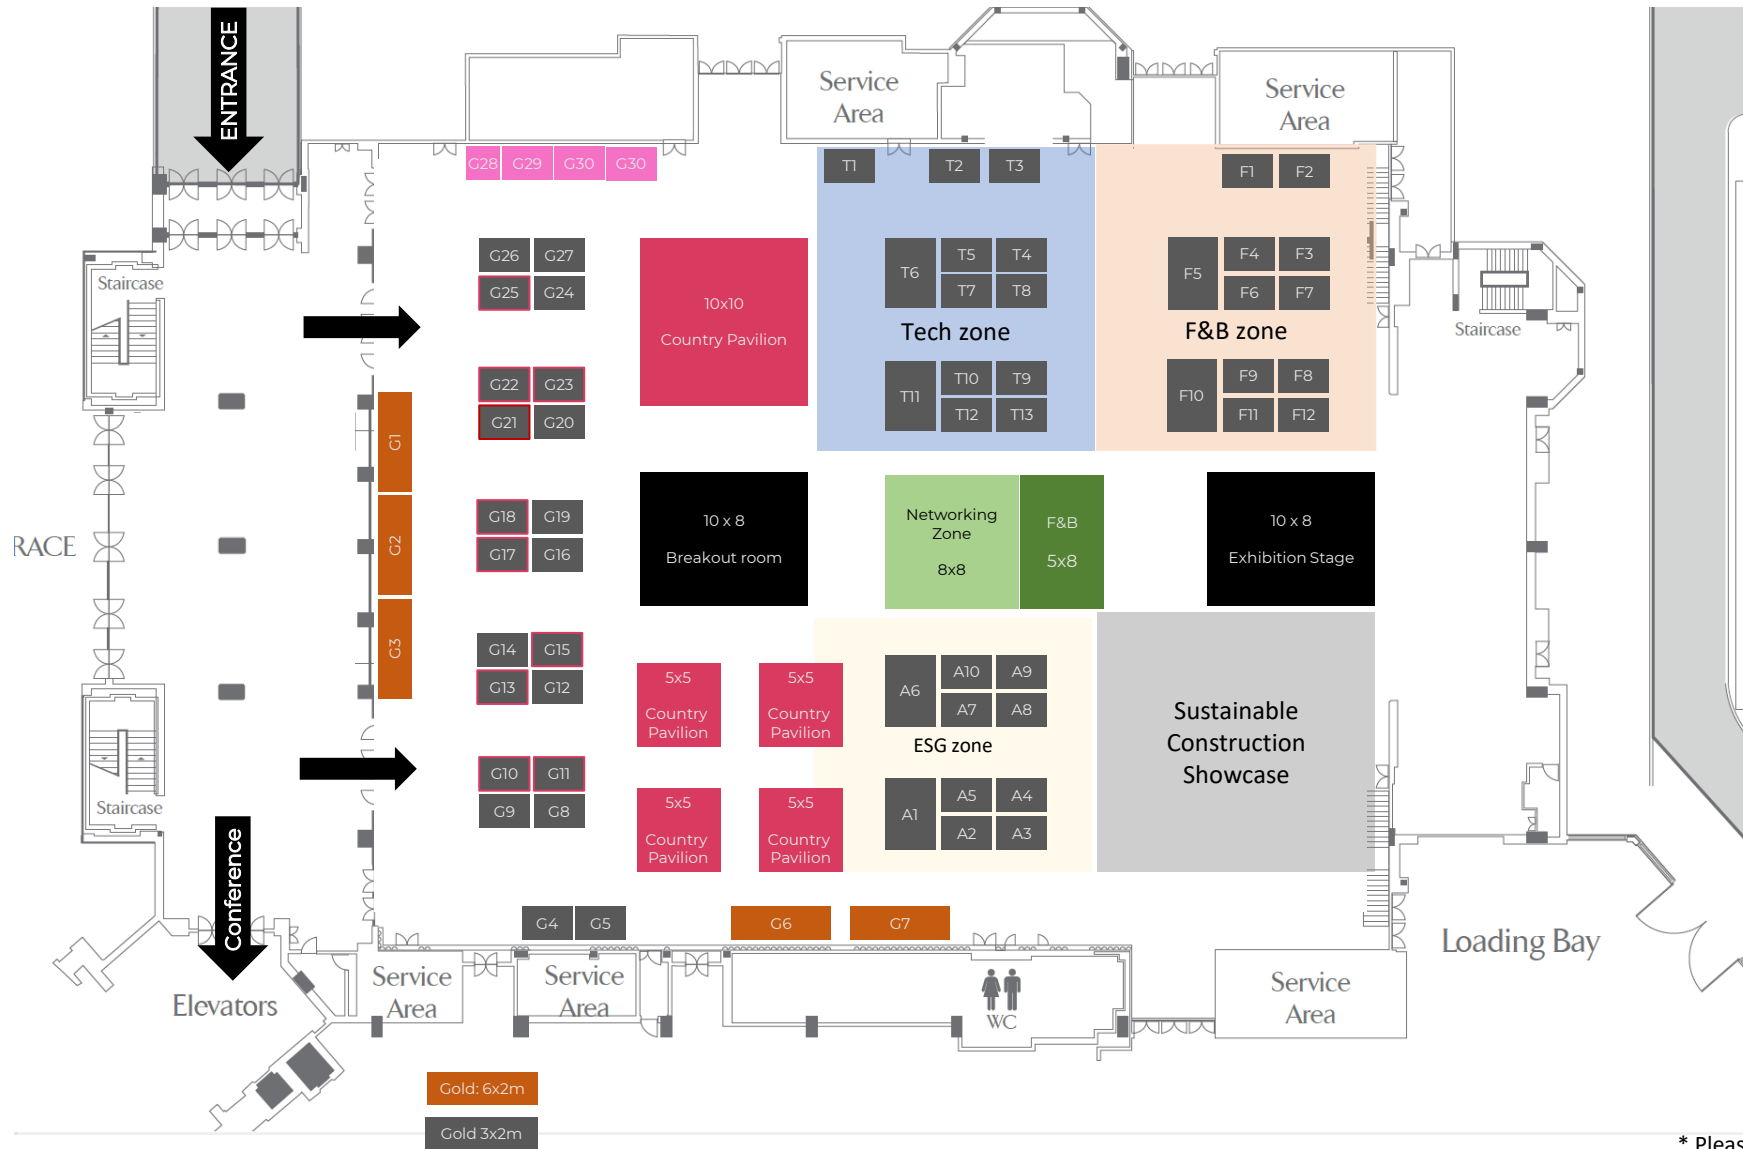 ENTRANCE
Service
Area
Service
Area
G28 G29 G30 G30
T1 T2 T3
F1 F2
G26 G27
G25 G24
Staircase
10x10
Country Pavilion
T6 T5 T4
T7 T8
Tech zone
F5 F4 F3
F6 F7
F&B zone
Staircase
G22 G23
G21 G20
T11 T10 T9
T12 T13
F10 F9 F8
F11 F12
G1
G2
G3
RACE
G18 G19
G17 G16
10 x 8
Breakout room
Networking
Zone
8x8
F&B
5x8
10 x 8
Exhibition Stage
G14 G15
G13 G12
5x5
Country
Pavilion
5x5
Country
Pavilion
A6 A10 A9
A7 A8
ESG zone
Sustainable
Construction
Showcase
G10 G11
G9 G8
Staircase
5x5
Country
Pavilion
5x5
Country
Pavilion
A1 A5 A4
A2 A3
Conference
G4 G5
G6
G7
Loading Bay
Elevators
Service
Area
Service
Area
WC
Service
Area
Gold: 6x2m
Gold 3x2m
* Pleas